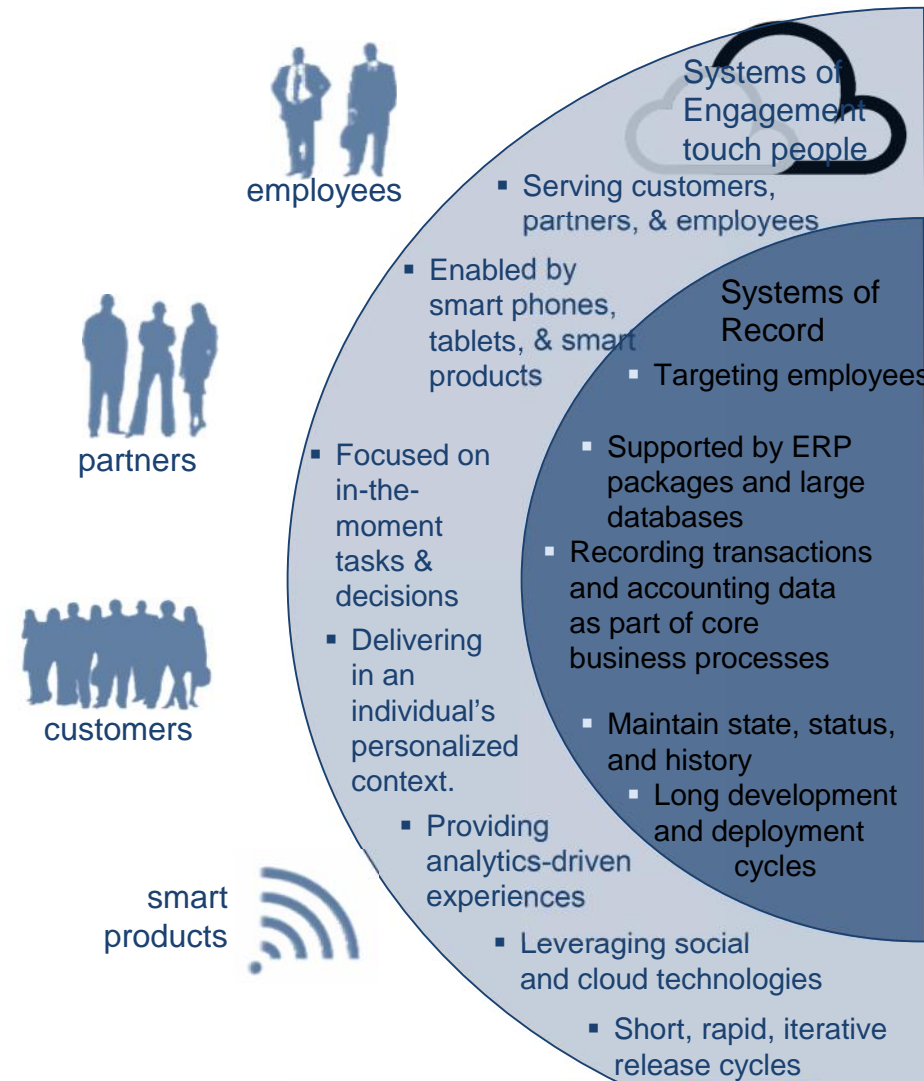 employees
partners
customers
smart
products
Systems of
Engagement
touch people
▪ Serving customers,
partners, & employees
▪ Enabled by
smart phones,
tablets, & smart
products
▪ Focused on
in-the-
moment
tasks &
decisions
▪ Delivering
in an
individual’s
personalized
context.
▪ Providing
analytics-driven
experiences
▪ Leveraging social
and cloud technologies
▪ Short, rapid, iterative
release cycles
Systems of
Record
▪ Targeting employees
▪ Supported by ERP
packages and large
databases
▪ Recording transactions
and accounting data
as part of core
business processes
▪ Maintain state, status,
and history
▪ Long development
and deployment
cycles